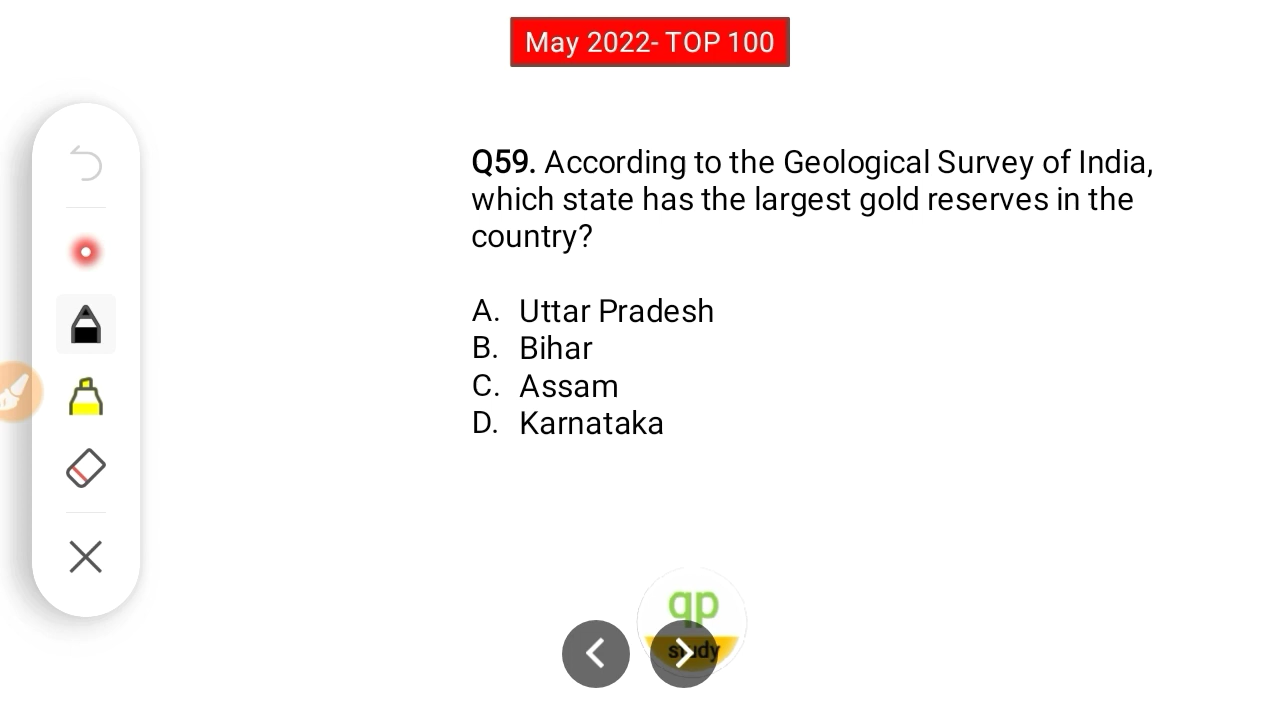 May 2022- TOP 100
Q59. According to the Geological Survey of India,
which state has the largest gold reserves in the
country?
A. Uttar Pradesh
B. Bihar
C. Assam
D. Karnataka
qp
study